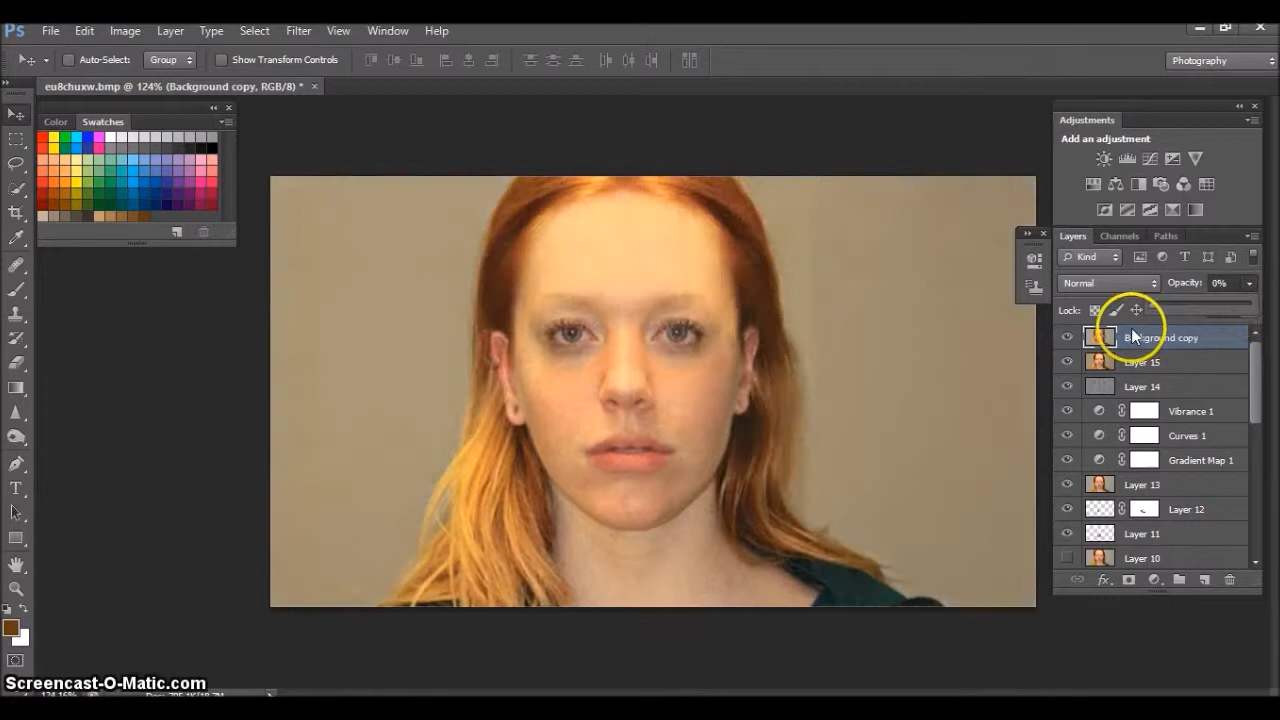 Ps File Edit Image Layer Type Select Filter View Window Help
Auto-Select: Group Show Transform Controls Photography
eu8chuxw.bmp @ 124% (Background copy, RGB/8) *
Color Swatches
Adjustments
Add an adjustment
Layers Channels Paths
Kind
Normal Opacity: 0%
Lock:
Background copy
Layer 15
Layer 14
Vibrance 1
Curves 1
Gradient Map 1
Layer 13
Layer 12
Layer 11
Layer 10
Screencast-O-Matic.com